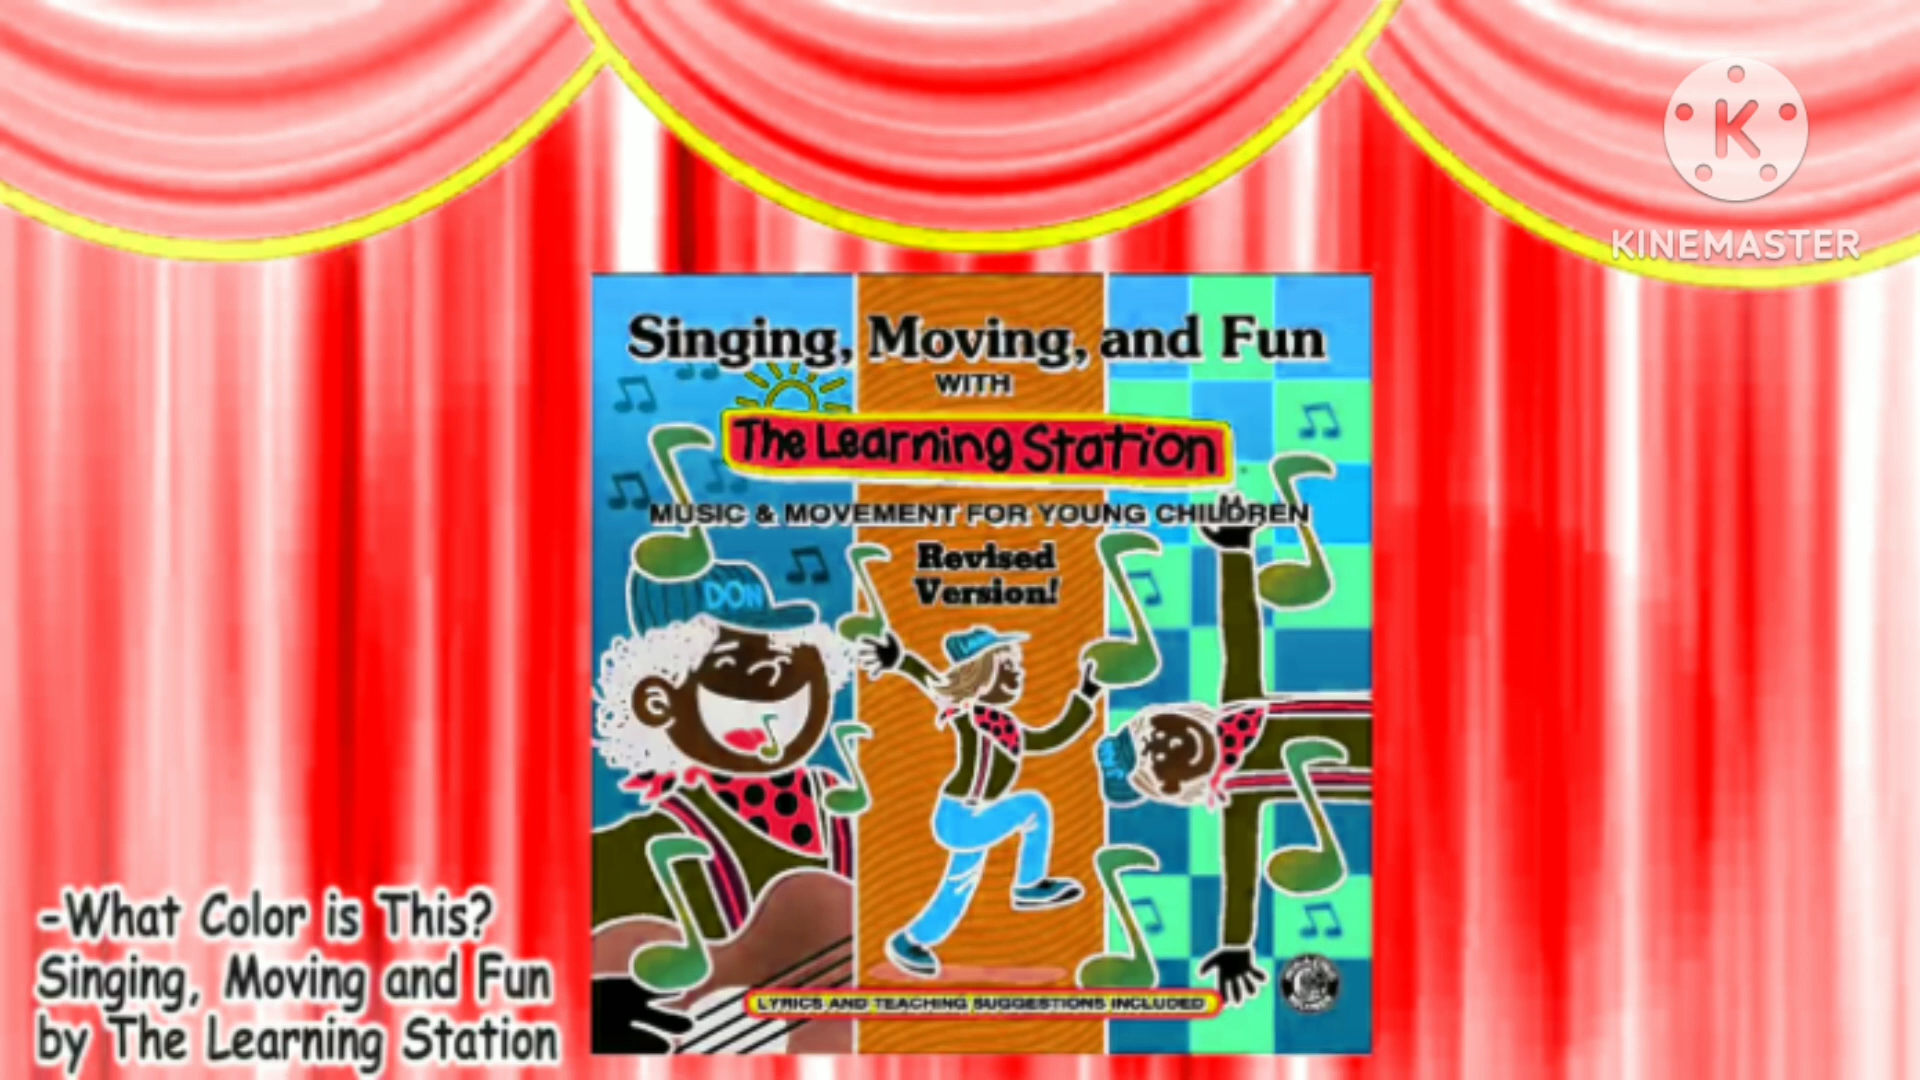 K
KINEMASTER
Singing, Moving, and Fun
WITH
The Learning Station
MUSIC & MOVEMENT FOR YOUNG CHILDREN
Revised
Version!
DON
LYRICS AND TEACHING SUGGESTIONS INCLUDED
-What Color is This?
Singing, Moving and Fun
by The Learning Station